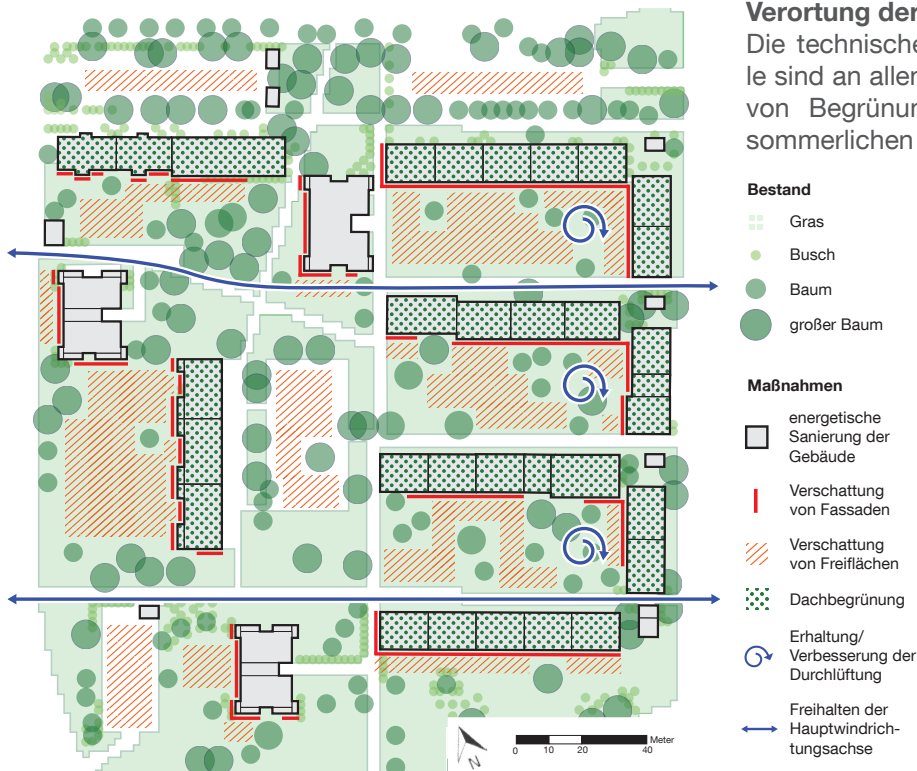 Verortung der
Die technische
le sind an aller
von Begrünu
sommerlichen
Bestand
Gras
Busch
Baum
großer Baum
Maßnahmen
energetische
Sanierung der
Gebäude
Verschattung
von Fassaden
Verschattung
von Freiflächen
Dachbegrünung
Erhaltung/
Verbesserung der
Durchlüftung
Freihalten der
Hauptwindrich-
tungsachse
N
0 10 20 40 Meter